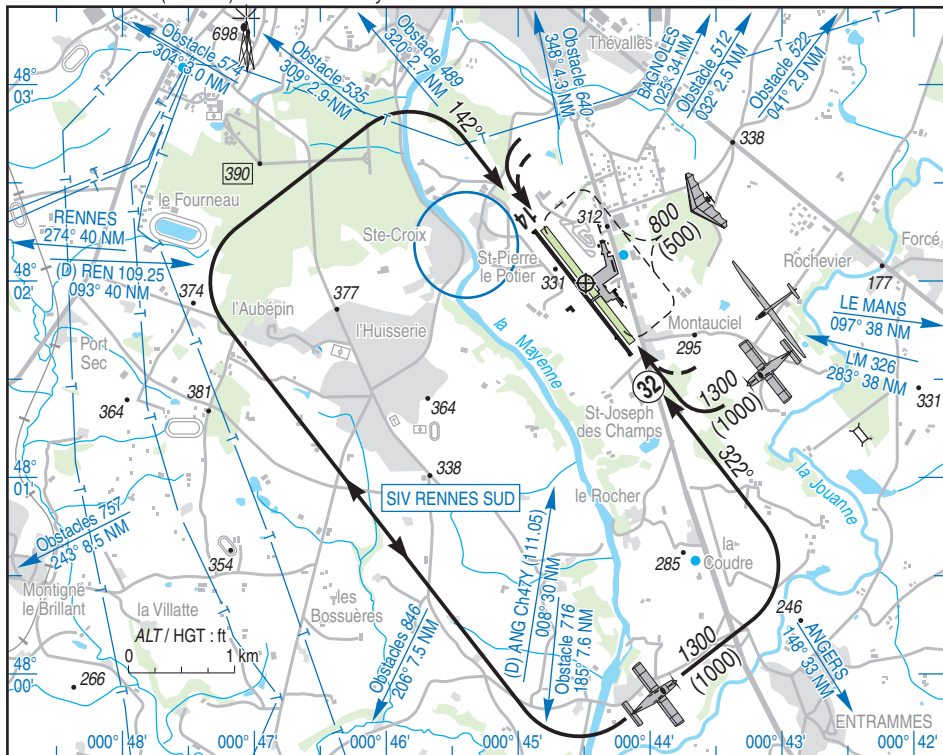 698
Obstacle 574
304° 3.0 NM
Obstacle 535
309° 2.9 NM
Obstacle 489
320° 2.7 NM
Obstacle 640
348° 4.3 NM
Thévalles
BAGNOLES
025° 34 NM
Obstacle 512
032° 2.5 NM
Obstacle 522
041° 2.9 NM
48°
03'
142°
338
390
le Fourneau
RENNES
274° 40 NM
(D) REN 109.25
093° 40 NM
Ste-Croix
14
312
800
(500)
St-Pierre
le Potier
331
Rochevier
Forcé
177
48°
02'
374
l'Aubépin
377
l'Huisserie
la Mayenne
Montauciel
295
LE MANS
097° 38 NM
LM 326
283° 38 NM
Port
Sec
364
381
364
32
1300
(1000)
331
St-Joseph
des Champs
322°
338
48°
01'
SIV RENNES SUD
le Rocher
la Jouanne
Obstacles 757
243° 8.5 NM
354
(D) ANG Ch47Y (111.05)
008° 30 NM
285
la-
Coudre
Montigné
le Brillant
la Villatte
les
Bossuères
Obstacles 846
206° 7.5 NM
Obstacle 716
185° 7.6 NM
246
ALT / HGT : ft
0 1 km
1300
(1000)
ANGERS
148° 33 NM
48°
00'
266
ENTRAMMES
000° 48'
000° 47'
000° 46'
000° 45'
000° 44'
000° 43'
000° 42'